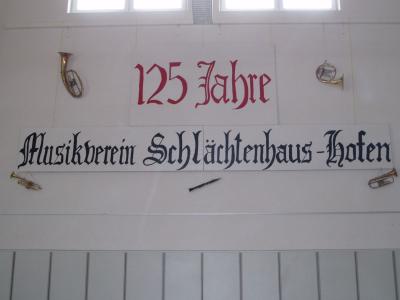 125 Jahre
Musikverein Schlächtenhaus-Hofen